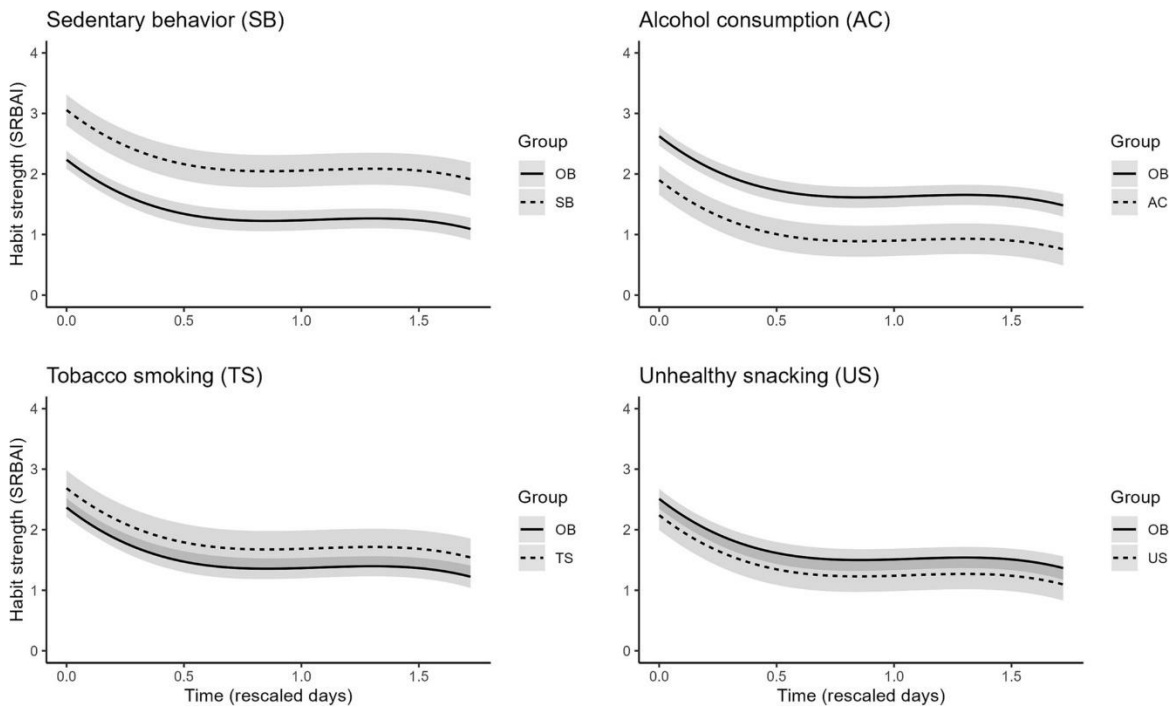 Sedentary behavior (SB)
Habit strength (SRBAI)
4
3
2
1
0
0.0 0.5 1.0 1.5
Group
OB
SB
Alcohol consumption (AC)
4
3
2
1
0
0.0 0.5 1.0 1.5
Group
OB
AC
Tobacco smoking (TS)
Habit strength (SRBAI)
4
3
2
1
0
0.0 0.5 1.0 1.5
Time (rescaled days)
Group
OB
TS
Unhealthy snacking (US)
4
3
2
1
0
0.0 0.5 1.0 1.5
Time (rescaled days)
Group
OB
US